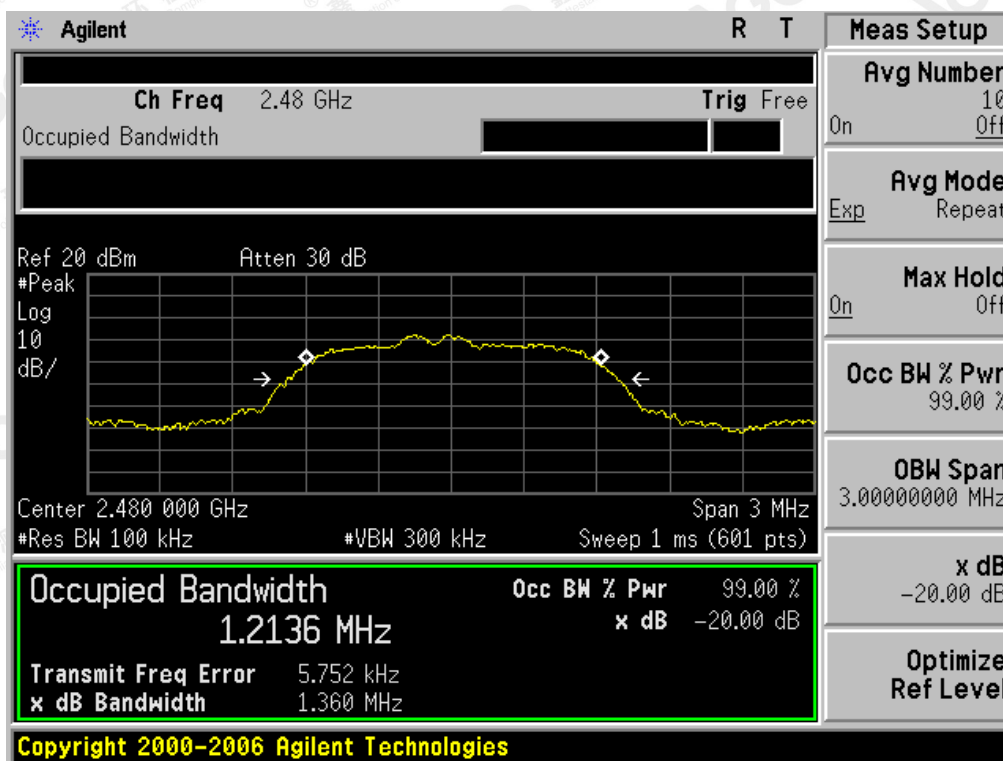 Agilent R T
Ch Freq 2.48 GHz Trig Free
Occupied Bandwidth
Ref 20 dBm Atten 30 dB
#Peak
Log
10
dB/
Center 2.480 000 GHz Span 3 MHz
#Res BW 100 kHz #VBW 300 kHz Sweep 1 ms (601 pts)
Occupied Bandwidth Occ BW % Pwr 99.00 %
1.2136 MHz x dB -20.00 dB
Transmit Freq Error 5.752 kHz
x dB Bandwidth 1.360 MHz
Copyright 2000-2006 Agilent Technologies
Meas Setup
Avg Number
10
On Off
Avg Mode
Exp Repeat
Max Hold
On Off
Occ BW % Pwr
99.00 %
OBW Span
3.00000000 MHz
x dB
-20.00 dB
Optimize
Ref Level